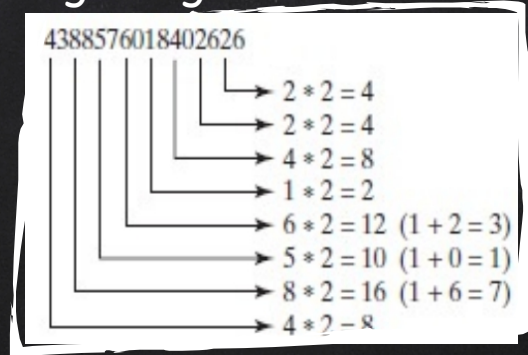 4388576018402626
2 * 2 = 4
2 * 2 = 4
4 * 2 = 8
1 * 2 = 2
6 * 2 = 12 (1 + 2 = 3)
5 * 2 = 10 (1 + 0 = 1)
8 * 2 = 16 (1 + 6 = 7)
4 * 2 = 8